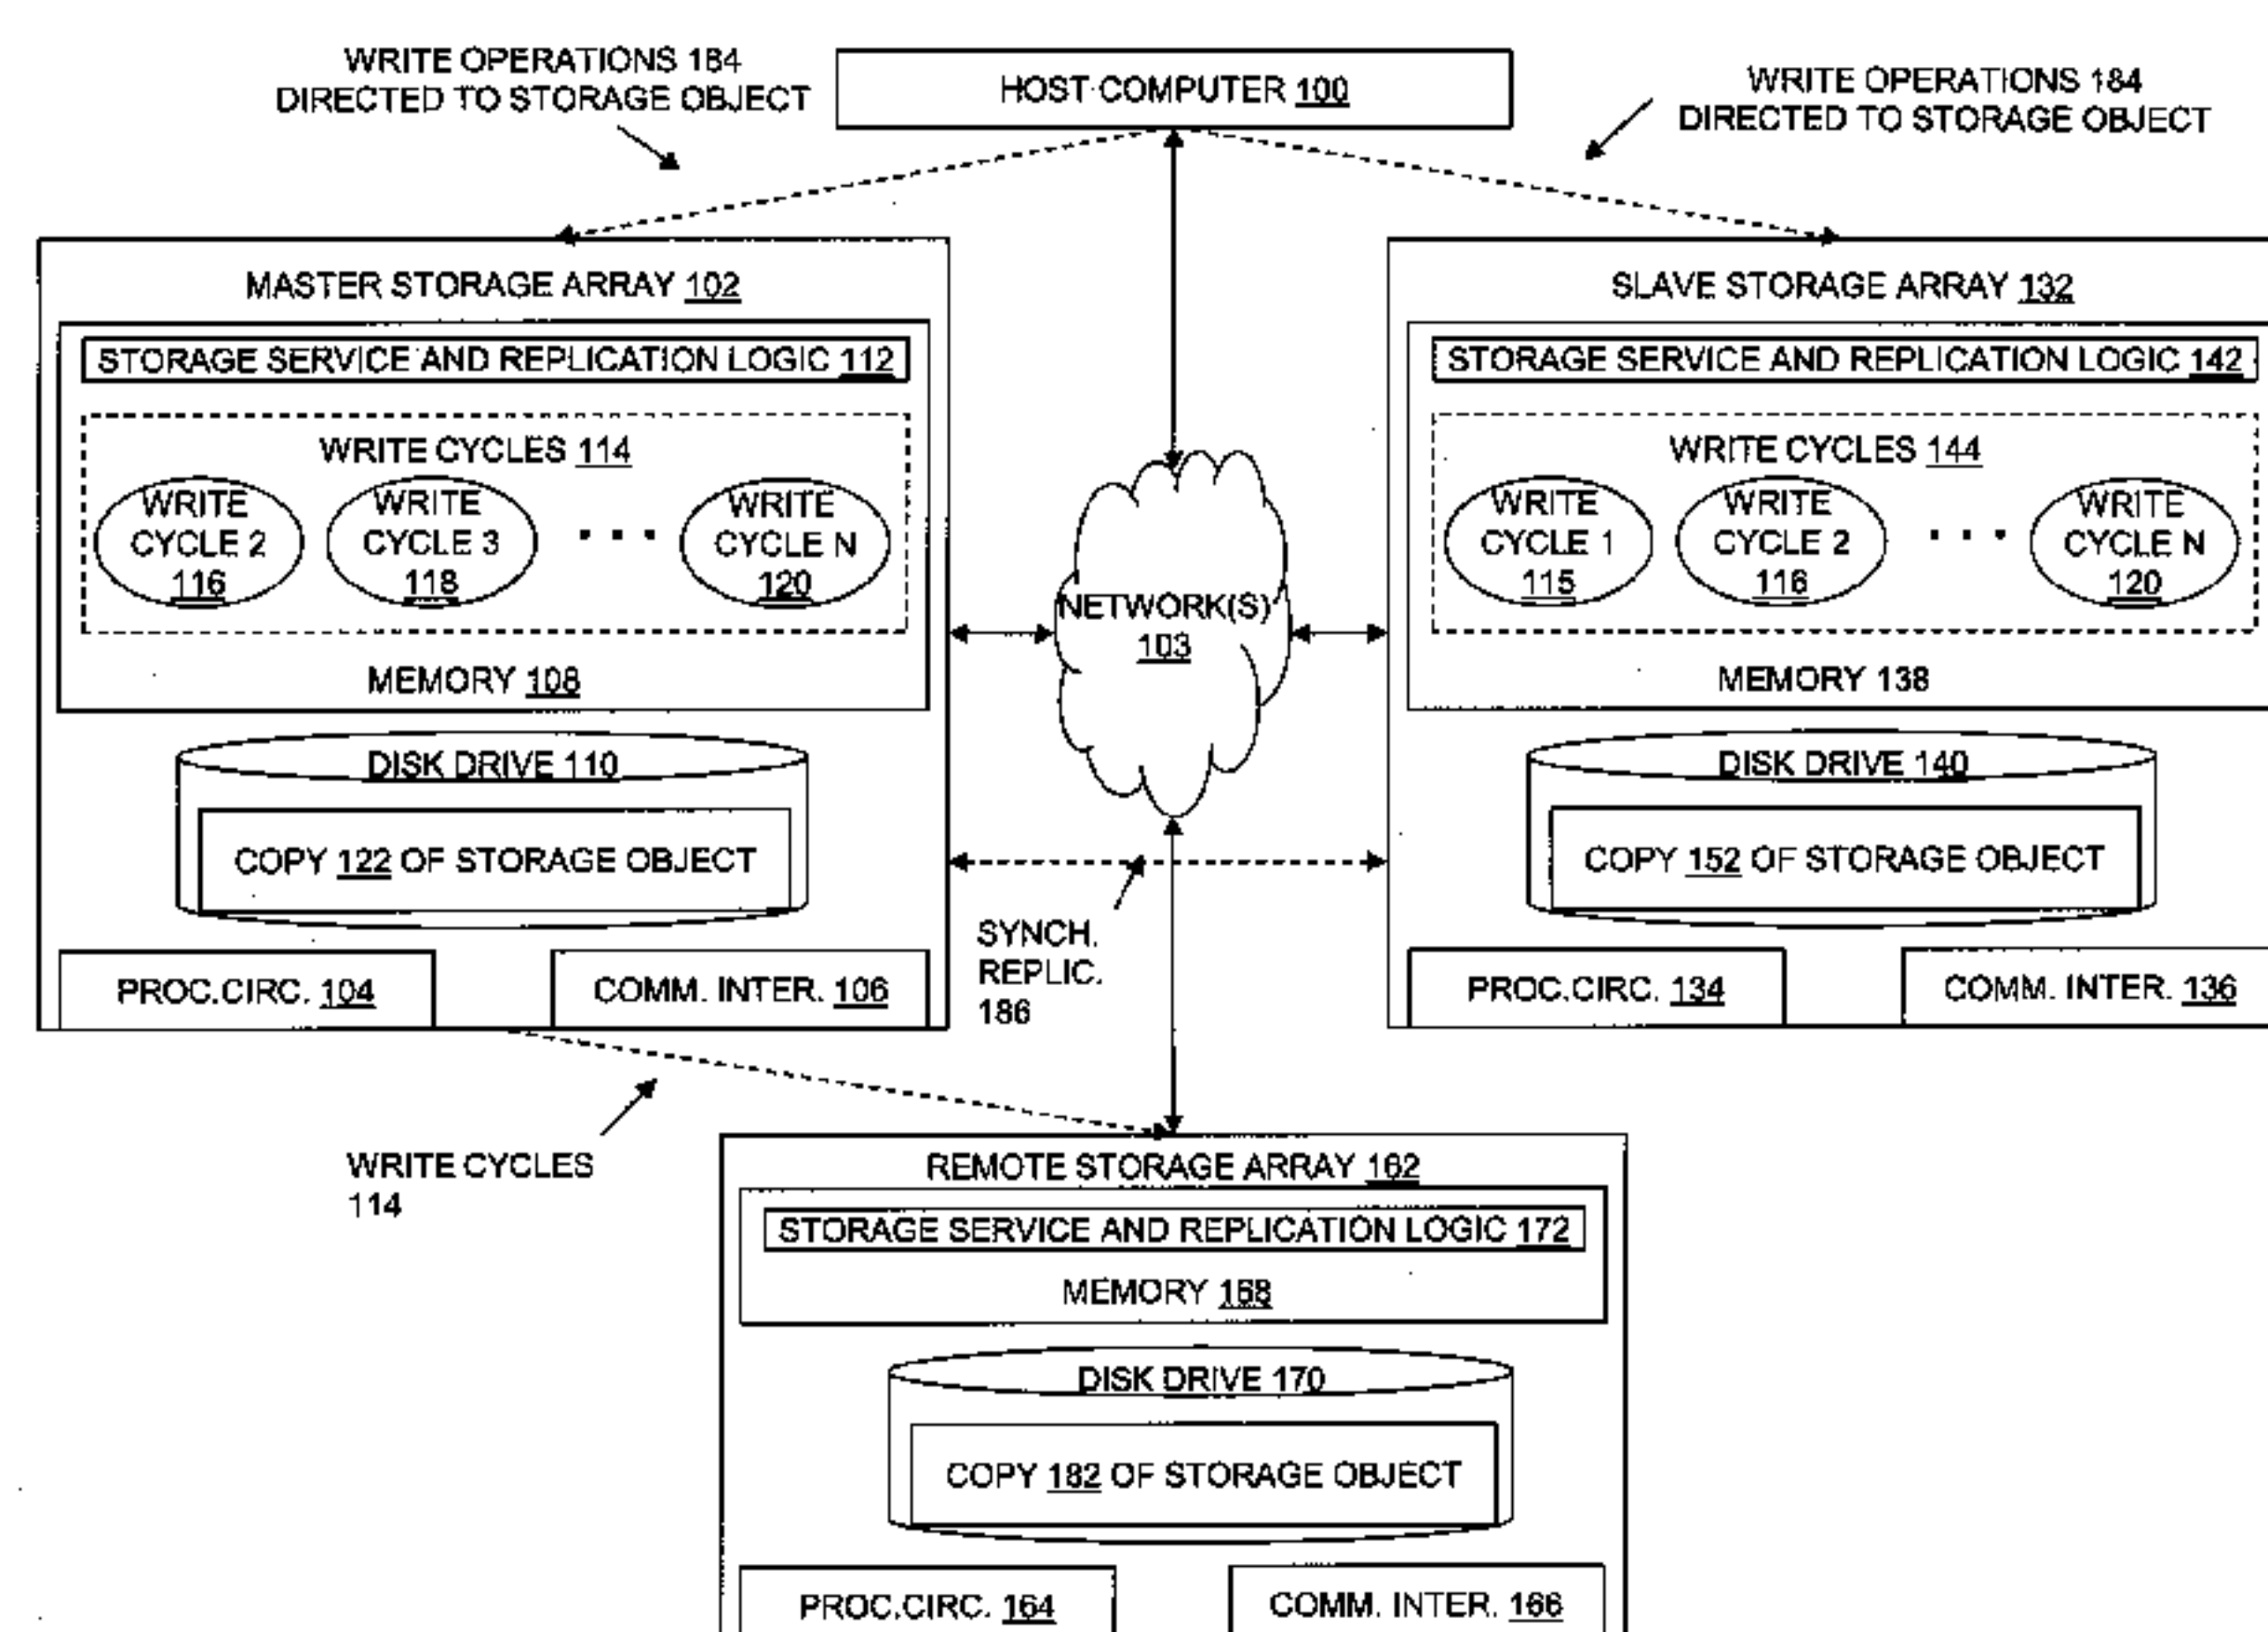 WRITE OPERATIONS 184
DIRECTED TO STORAGE OBJECT
HOST COMPUTER 100
WRITE OPERATIONS 184
DIRECTED TO STORAGE OBJECT
MASTER STORAGE ARRAY 102
STORAGE SERVICE AND REPLICATION LOGIC 112
WRITE CYCLES 114
WRITE
CYCLE 2
116
WRITE
CYCLE 3
118
WRITE
CYCLE N
120
MEMORY 108
DISK DRIVE 110
COPY 122 OF STORAGE OBJECT
PROC.CIRC. 104
COMM. INTER. 106
NETWORK(S)
103
SYNCH.
REPLIC.
186
SLAVE STORAGE ARRAY 132
STORAGE SERVICE AND REPLICATION LOGIC 142
WRITE CYCLES 144
WRITE
CYCLE 1
115
WRITE
CYCLE 2
116
WRITE
CYCLE N
120
MEMORY 138
DISK DRIVE 140
COPY 152 OF STORAGE OBJECT
PROC.CIRC. 134
COMM. INTER. 136
WRITE CYCLES
114
REMOTE STORAGE ARRAY 162
STORAGE SERVICE AND REPLICATION LOGIC 172
MEMORY 168
DISK DRIVE 170
COPY 182 OF STORAGE OBJECT
PROC.CIRC. 164
COMM. INTER. 166